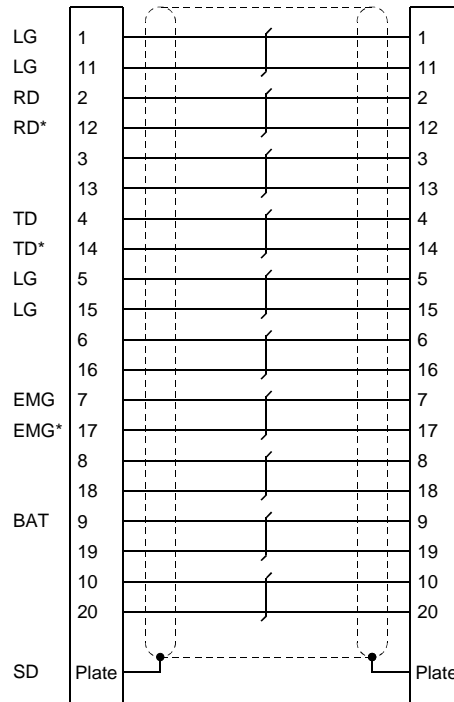 LG 1 1
LG 11 11
RD 2 2
RD* 12 12
3 3
13 13
TD 4 4
TD* 14 14
LG 5 5
LG 15 15
6 6
16 16
EMG 7 7
EMG* 17 17
8 8
18 18
BAT 9 9
19 19
10 10
20 20
SD Plate Plate